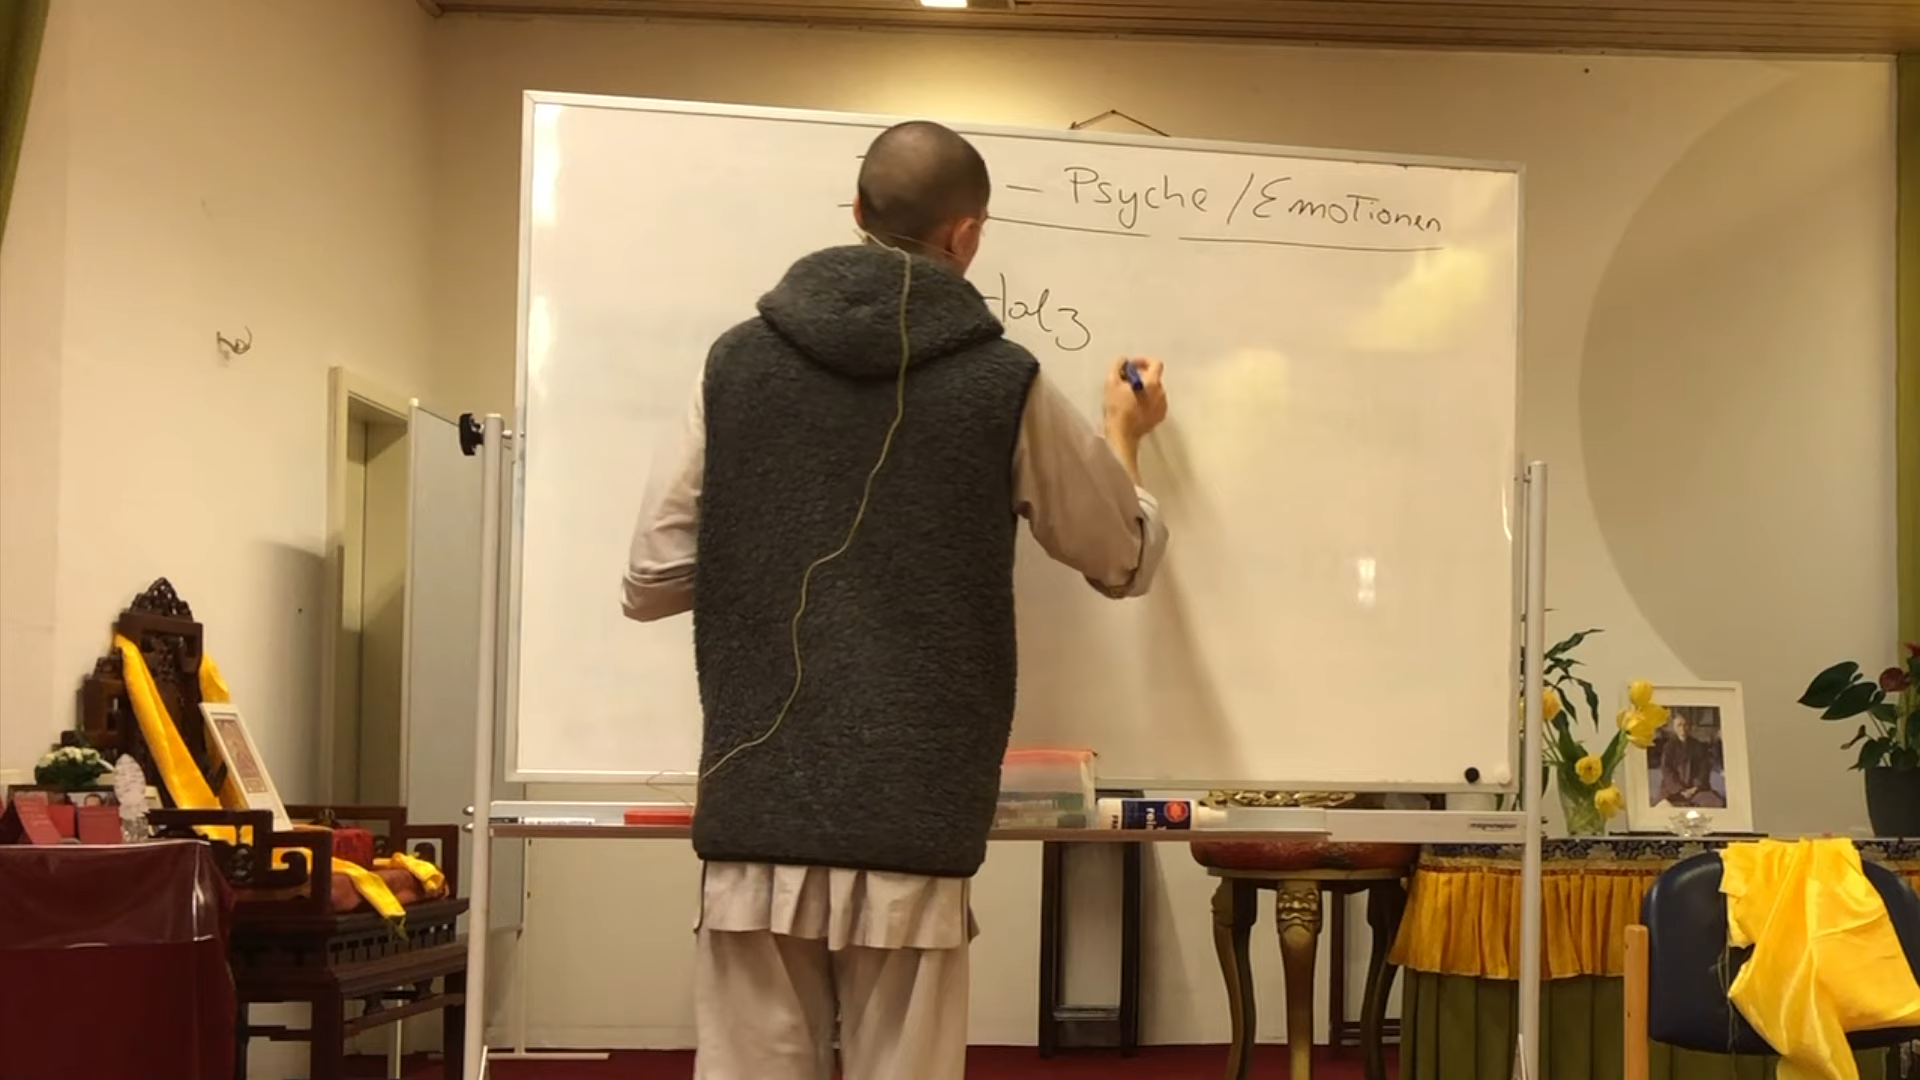 — Psyche / Emotionen
Holz